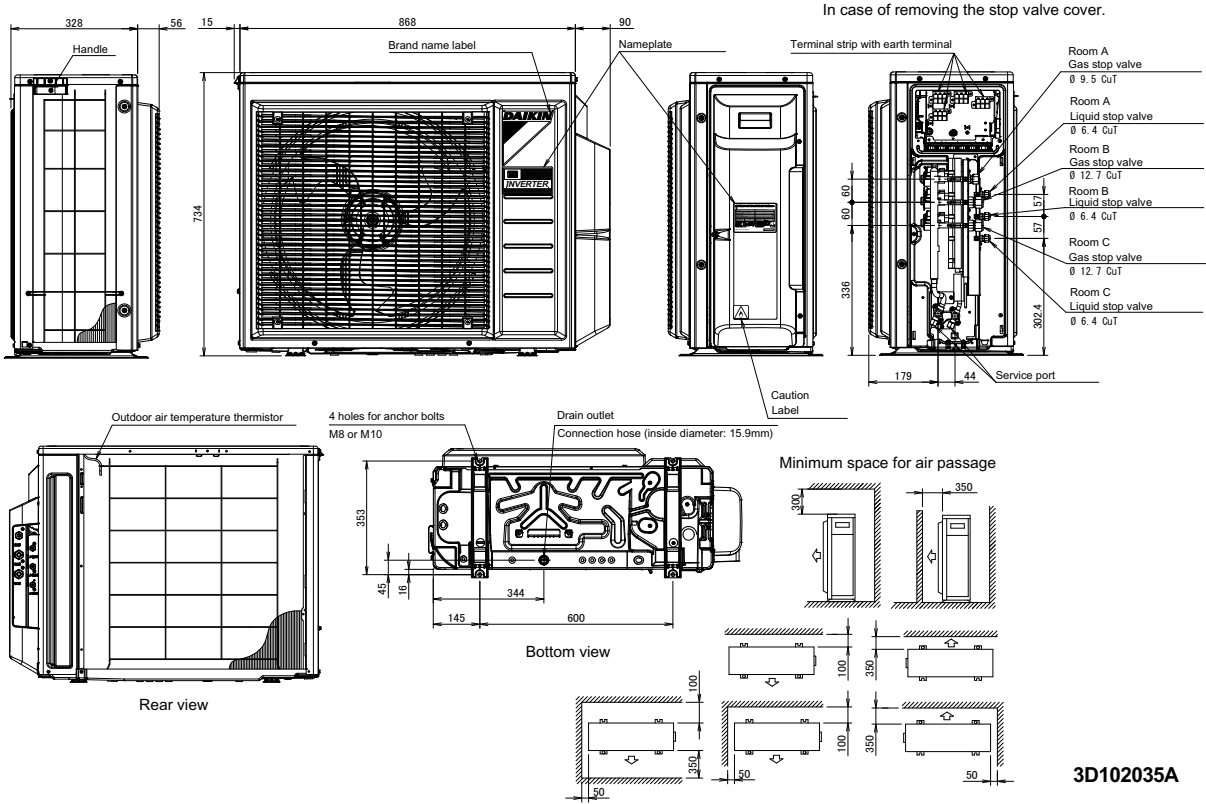 In case of removing the stop valve cover.
328
56
15
868
90
Handle
Brand name label
Nameplate
Terminal strip with earth terminal
Room A
Gas stop valve
Ø 9.5 CuT
Room A
Liquid stop valve
Ø 6.4 CuT
Room B
Gas stop valve
Ø 12.7 CuT
Room B
Liquid stop valve
Ø 6.4 CuT
Room C
Gas stop valve
Ø 12.7 CuT
Room C
Liquid stop valve
Ø 6.4 CuT
DAIKIN
INVERTER
734
60
60
336
57
57
302.4
179
44
Service port
Caution
Label
Outdoor air temperature thermistor
4 holes for anchor bolts
M8 or M10
Drain outlet
Connection hose (inside diameter: 15.9mm)
353
45
16
344
145
600
Bottom view
Rear view
Minimum space for air passage
300
350
100
350
100
350
100
350
50
50
50
3D102035A